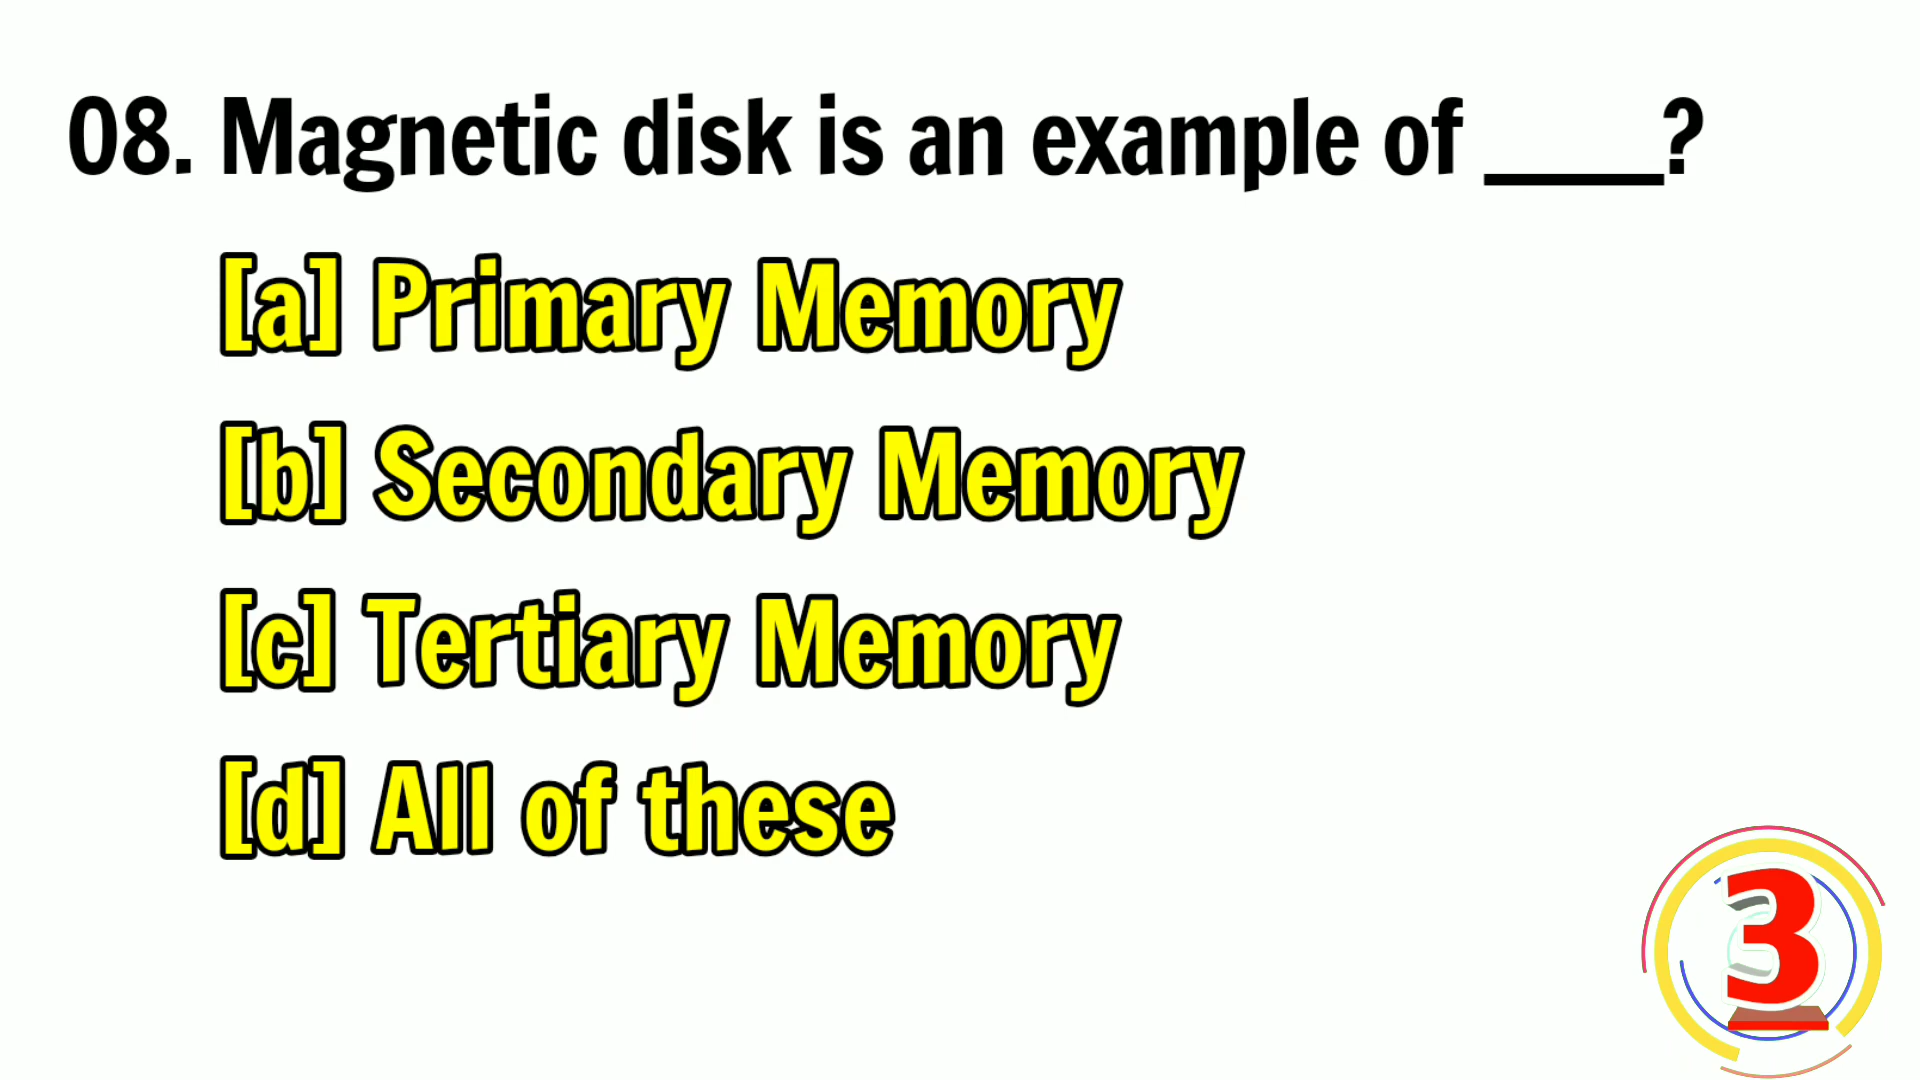 08. Magnetic disk is an example of ____?
[a] Primary Memory
[b] Secondary Memory
[c] Tertiary Memory
[d] All of these
3